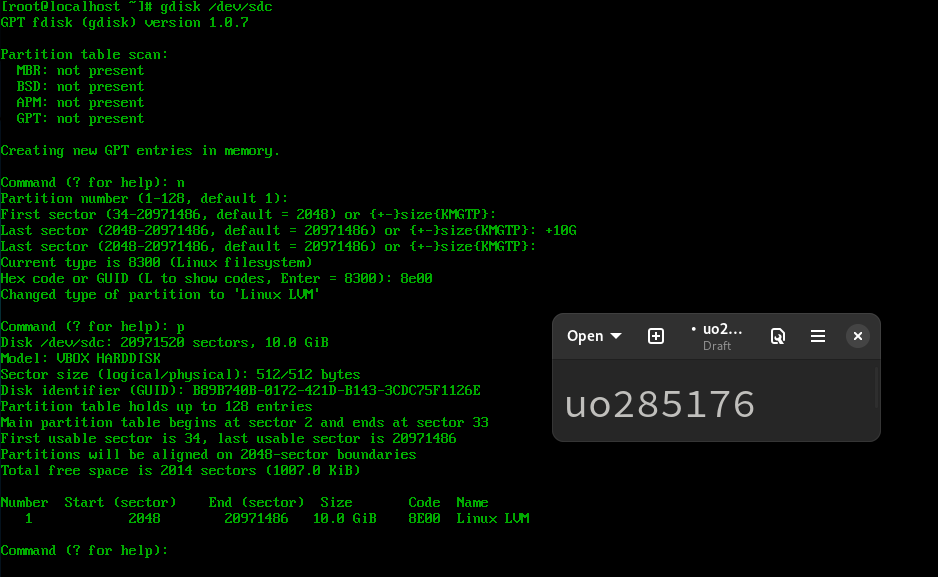 [root@localhost ~]# gdisk /dev/sdc
GPT fdisk (gdisk) version 1.0.7
Partition table scan:
  MBR: not present
  BSD: not present
  APM: not present
  GPT: not present
Creating new GPT entries in memory.
Command (? for help): n
Partition number (1-128, default 1):
First sector (34-20971486, default = 2048) or {+-}size{KMGTP}:
Last sector (2048-20971486, default = 20971486) or {+-}size{KMGTP}: +10G
Last sector (2048-20971486, default = 20971486) or {+-}size{KMGTP}:
Current type is 8300 (Linux filesystem)
Hex code or GUID (L to show codes, Enter = 8300): 8e00
Changed type of partition to 'Linux LVM'
Command (? for help): p
Disk /dev/sdc: 20971520 sectors, 10.0 GiB
Model: VBOX HARDDISK
Sector size (logical/physical): 512/512 bytes
Disk identifier (GUID): B89B740B-0172-421D-B143-3CDC75F1126E
Partition table holds up to 128 entries
Main partition table begins at sector 2 and ends at sector 33
First usable sector is 34, last usable sector is 20971486
Partitions will be aligned on 2048-sector boundaries
Total free space is 2014 sectors (1007.0 KiB)
Number  Start (sector)    End (sector)  Size       Code  Name
   1            2048        20971486   10.0 GiB    8E00  Linux LVM
Command (? for help):
Open
• uo2...
Draft
uo285176